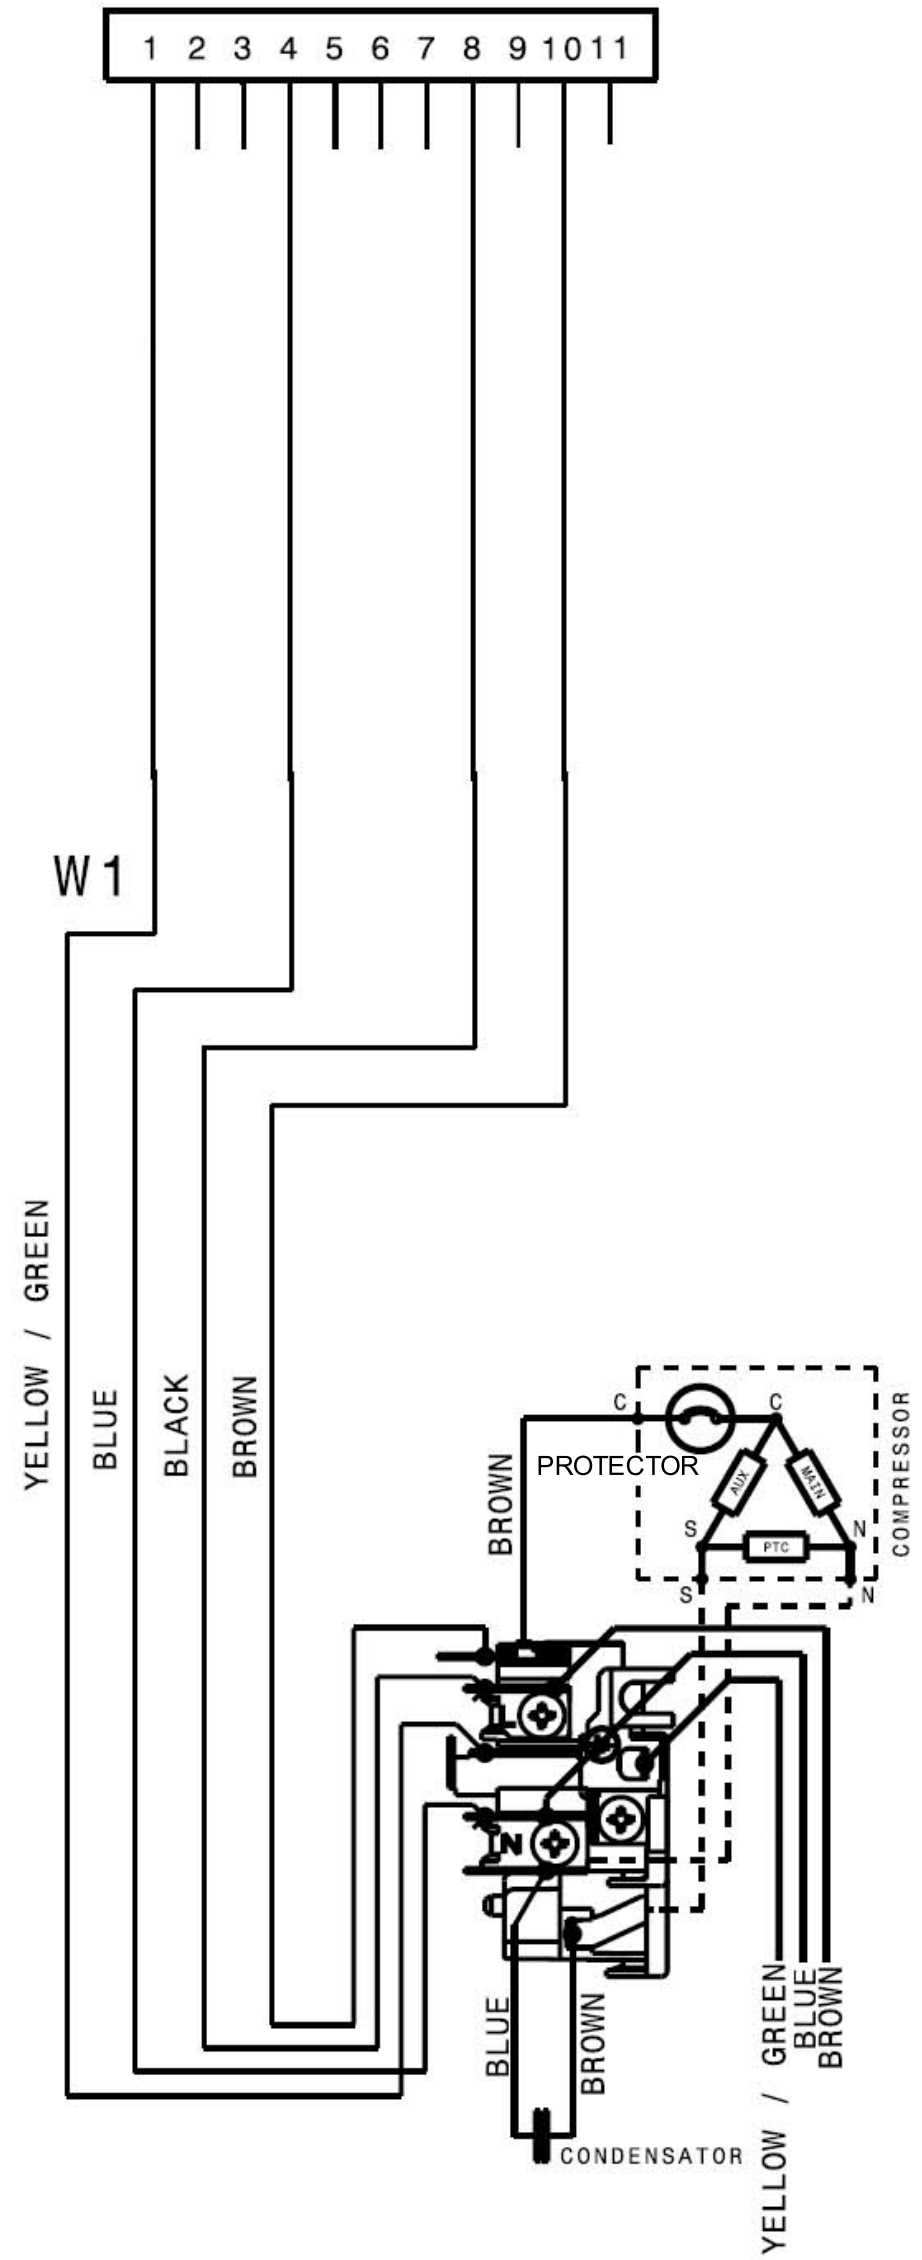 1 2 3 4 5 6 7 8 9 10 11
W1
YELLOW / GREEN
BLUE
BLACK
BROWN
BROWN
C
C
PROTECTOR
AUX
MAIN
S
N
PTC
S
N
COMPRESSOR
N
BLUE
BROWN
CONDENSATOR
YELLOW / GREEN
BLUE
BROWN